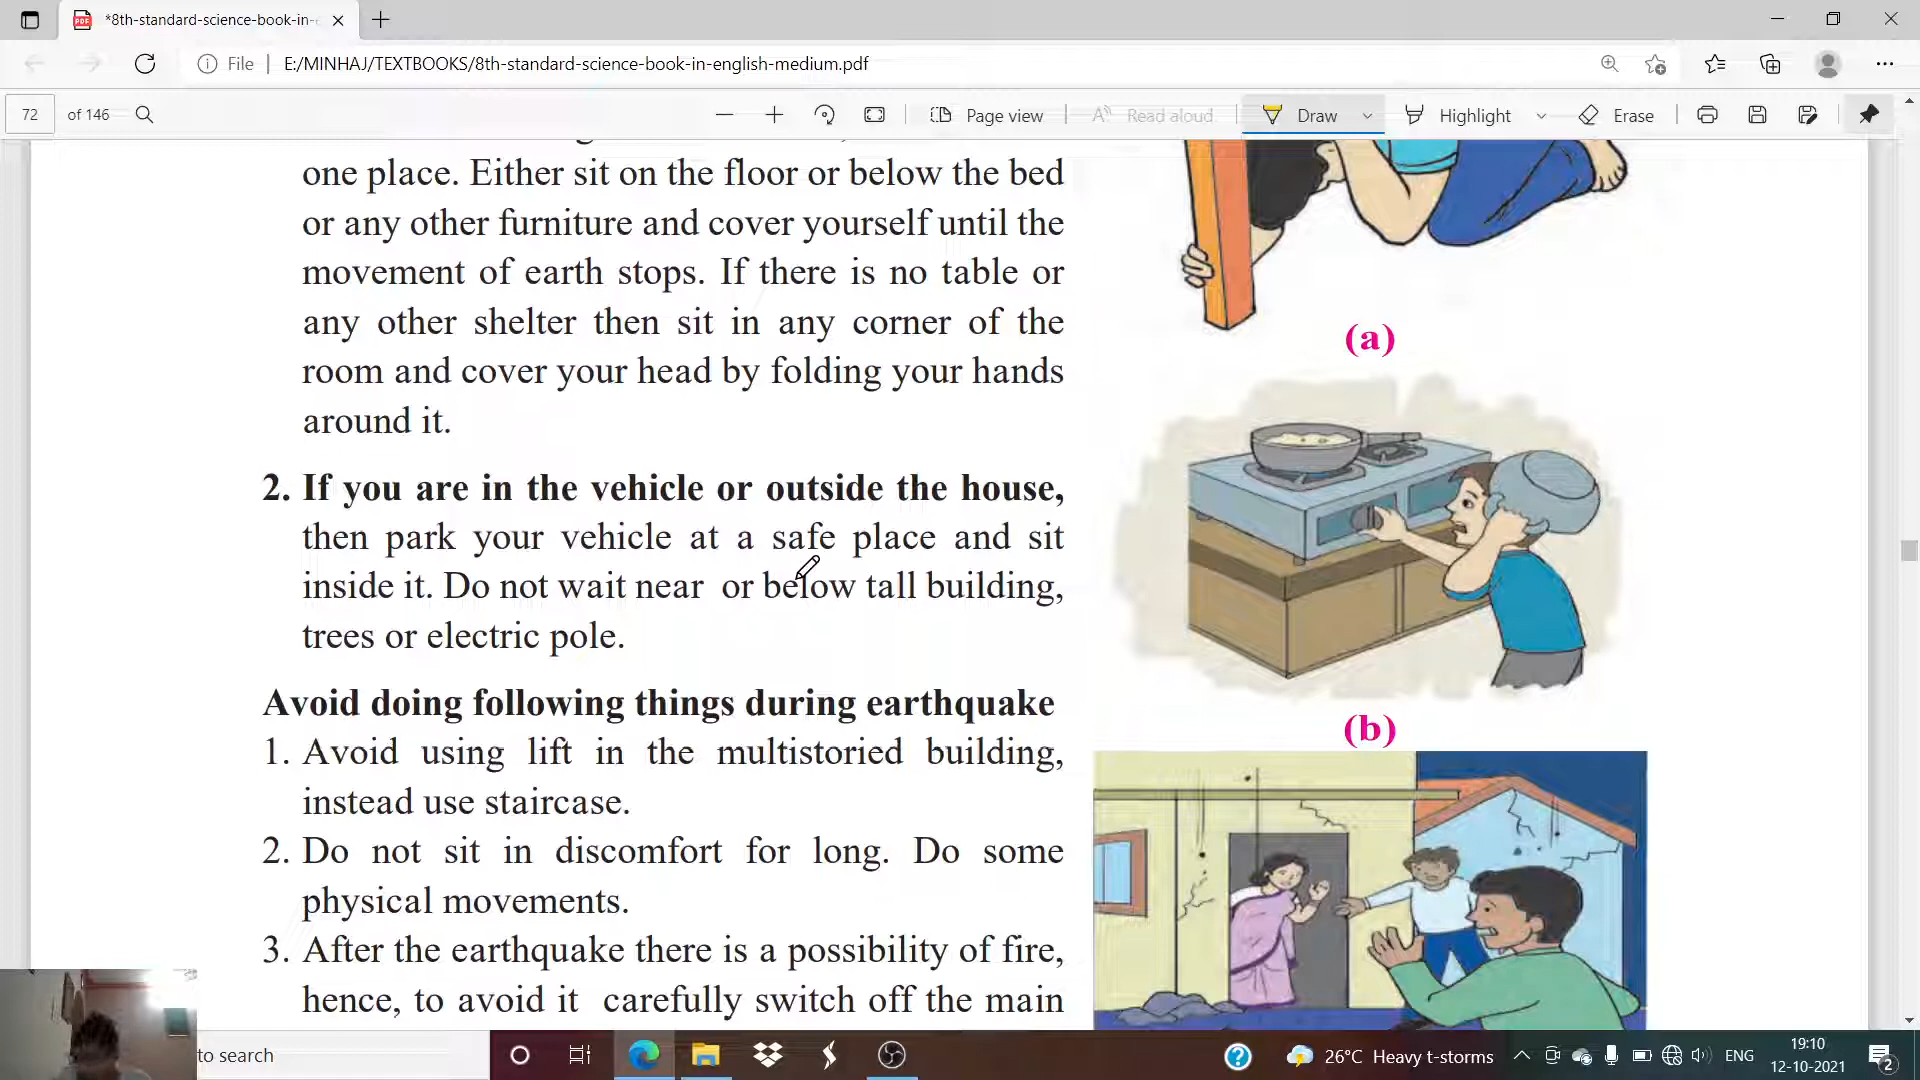 *8th-standard-science-book-in-e
File
E:/MINHAJ/TEXTBOOKS/8th-standard-science-book-in-english-medium.pdf
72 of 146
Page view
Read aloud
Draw
Highlight
Erase
one place. Either sit on the floor or below the bed
or any other furniture and cover yourself until the
movement of earth stops. If there is no table or
any other shelter then sit in any corner of the
room and cover your head by folding your hands
around it.
2. If you are in the vehicle or outside the house,
then park your vehicle at a safe place and sit
inside it. Do not wait near or below tall building,
trees or electric pole.
Avoid doing following things during earthquake
1. Avoid using lift in the multistoried building,
instead use staircase.
2. Do not sit in discomfort for long. Do some
physical movements.
3. After the earthquake there is a possibility of fire,
hence, to avoid it carefully switch off the main
(a)
(b)
to search
26°C Heavy t-storms
ENG
19:10
12-10-2021
2